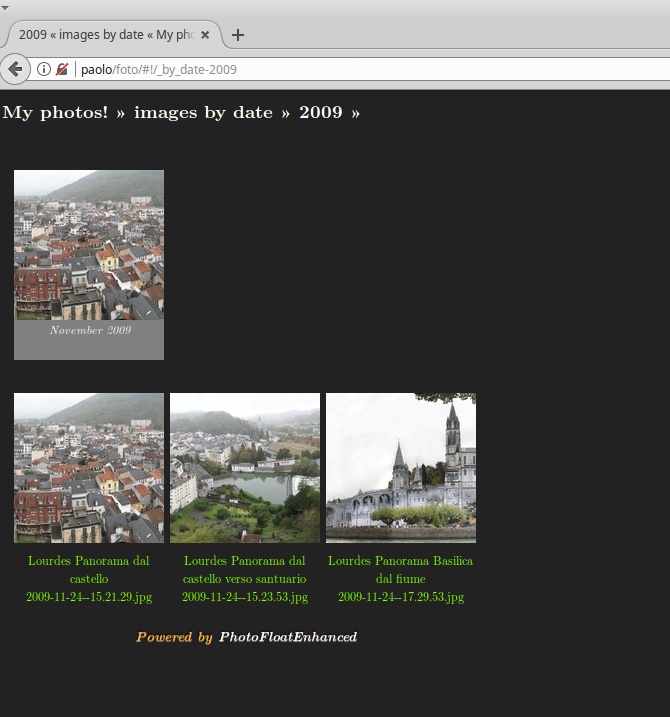 2009 « images by date « My pho
paolo/foto/#!/_by_date-2009
My photos! » images by date » 2009 »
November 2009
Lourdes Panorama dal
castello
2009-11-24--15.21.29.jpg
Lourdes Panorama dal
castello verso santuario
2009-11-24--15.23.53.jpg
Lourdes Panorama Basilica
dal fiume
2009-11-24--17.29.53.jpg
Powered by PhotoFloatEnhanced